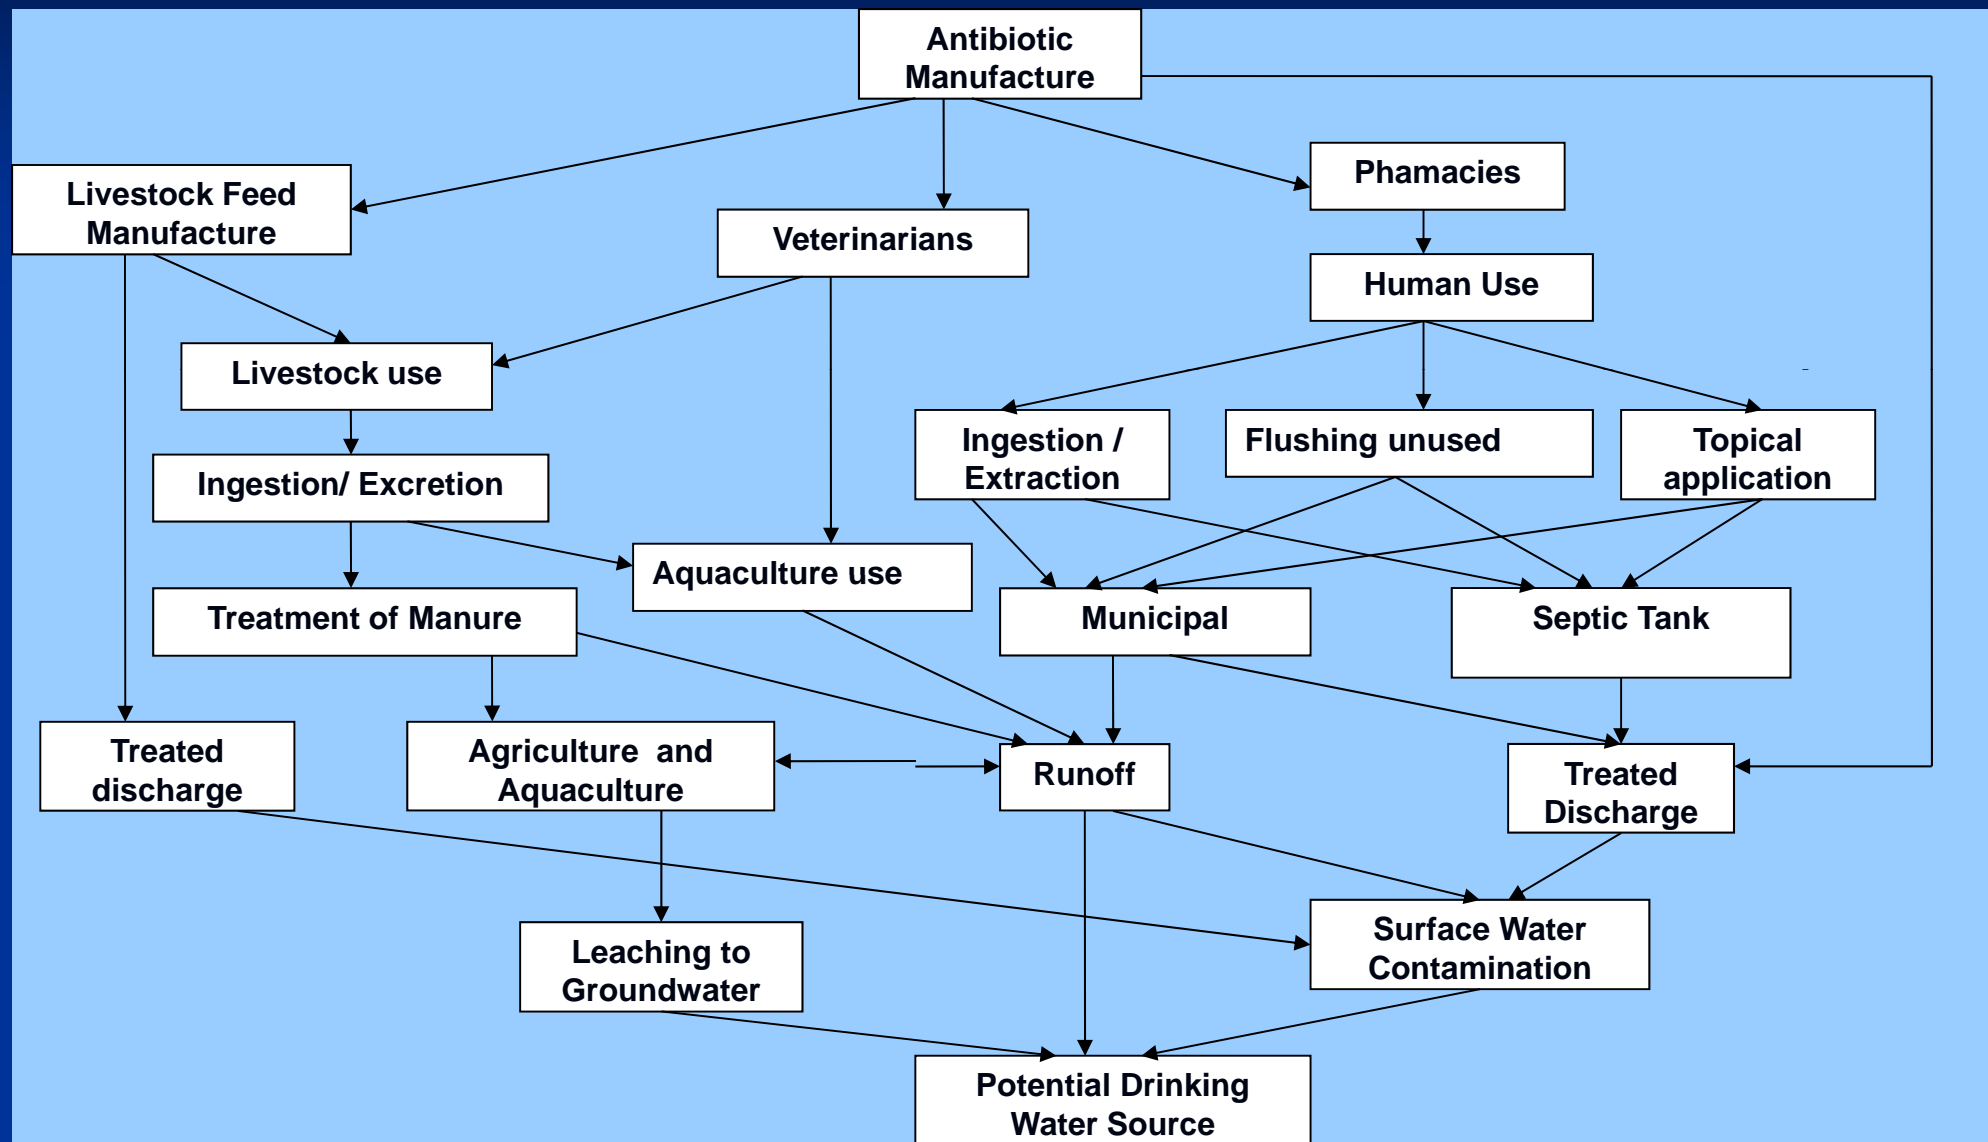 Antibiotic
Manufacture
Phamacies
Livestock Feed
Manufacture
Veterinarians
Human Use
Livestock use
Ingestion /
Extraction
Flushing unused
Topical
application
Ingestion/ Excretion
Aquaculture use
Treatment of Manure
Municipal
Septic Tank
Treated
discharge
Agriculture and
Aquaculture
Runoff
Treated
Discharge
Leaching to
Groundwater
Surface Water
Contamination
Potential Drinking
Water Source